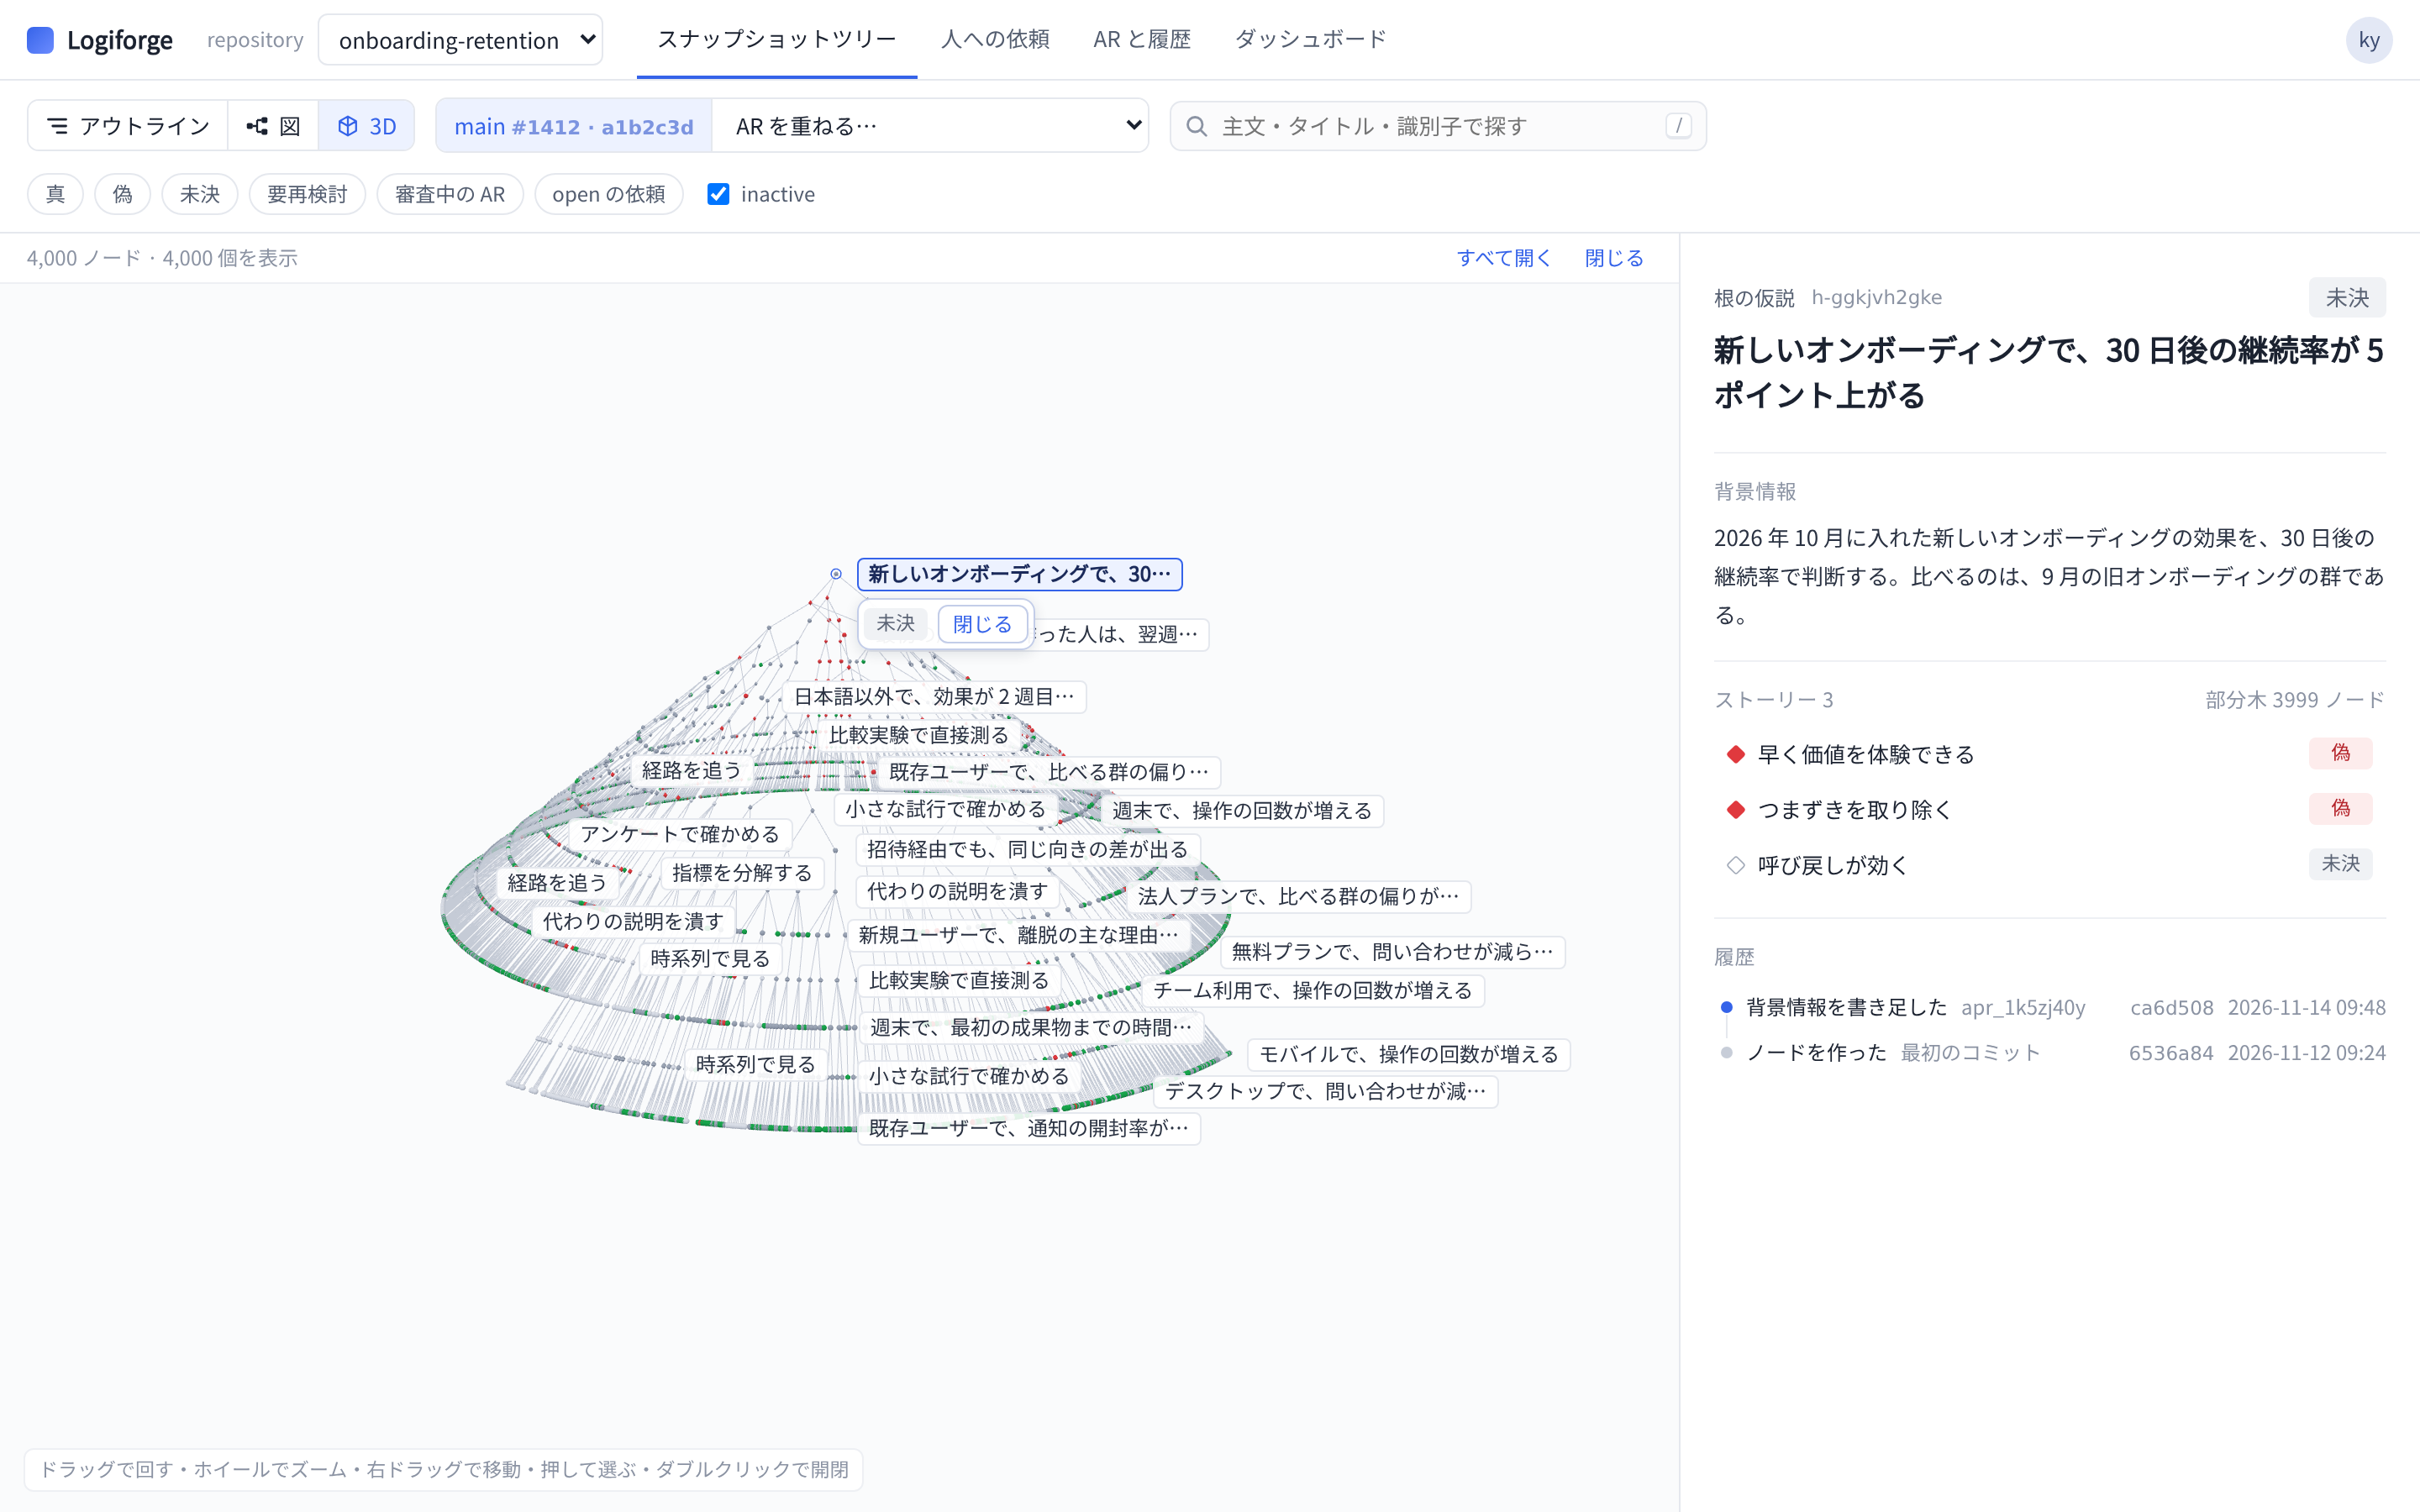 Logiforge
repository
onboarding-retention
スナップショットツリー
人への依頼
AR と履歴
ダッシュボード
ky
アウトライン
図
3D
main #1412 · a1b2c3d
AR を重ねる…
主文・タイトル・識別子で探す
/
真
偽
未決
要再検討
審査中の AR
open の依頼
inactive
4,000 ノード · 4,000 個を表示
すべて開く
閉じる
新しいオンボーディングで、30…
未決
閉じる
った人は、翌週…
日本語以外で、効果が 2 週目…
比較実験で直接測る
経路を追う
既存ユーザーで、比べる群の偏り…
小さな試行で確かめる
週末で、操作の回数が増える
アンケートで確かめる
招待経由でも、同じ向きの差が出る
指標を分解する
経路を追う
代わりの説明を潰す
法人プランで、比べる群の偏りが…
代わりの説明を潰す
新規ユーザーで、離脱の主な理由…
無料プランで、問い合わせが減ら…
時系列で見る
比較実験で直接測る
チーム利用で、操作の回数が増える
週末で、最初の成果物までの時間…
モバイルで、操作の回数が増える
時系列で見る
小さな試行で確かめる
デスクトップで、問い合わせが減…
既存ユーザーで、通知の開封率が…
ドラッグで回す・ホイールでズーム・右ドラッグで移動・押して選ぶ・ダブルクリックで開閉
根の仮説 h-ggkjvh2gke
未決
新しいオンボーディングで、30 日後の継続率が 5
ポイント上がる
背景情報
2026 年 10 月に入れた新しいオンボーディングの効果を、30 日後の
継続率で判断する。比べるのは、9 月の旧オンボーディングの群であ
る。
ストーリー 3
部分木 3999 ノード
早く価値を体験できる
偽
つまずきを取り除く
偽
呼び戻しが効く
未決
履歴
背景情報を書き足した apr_1k5zj40y ca6d508 2026-11-14 09:48
ノードを作った 最初のコミット 6536a84 2026-11-12 09:24